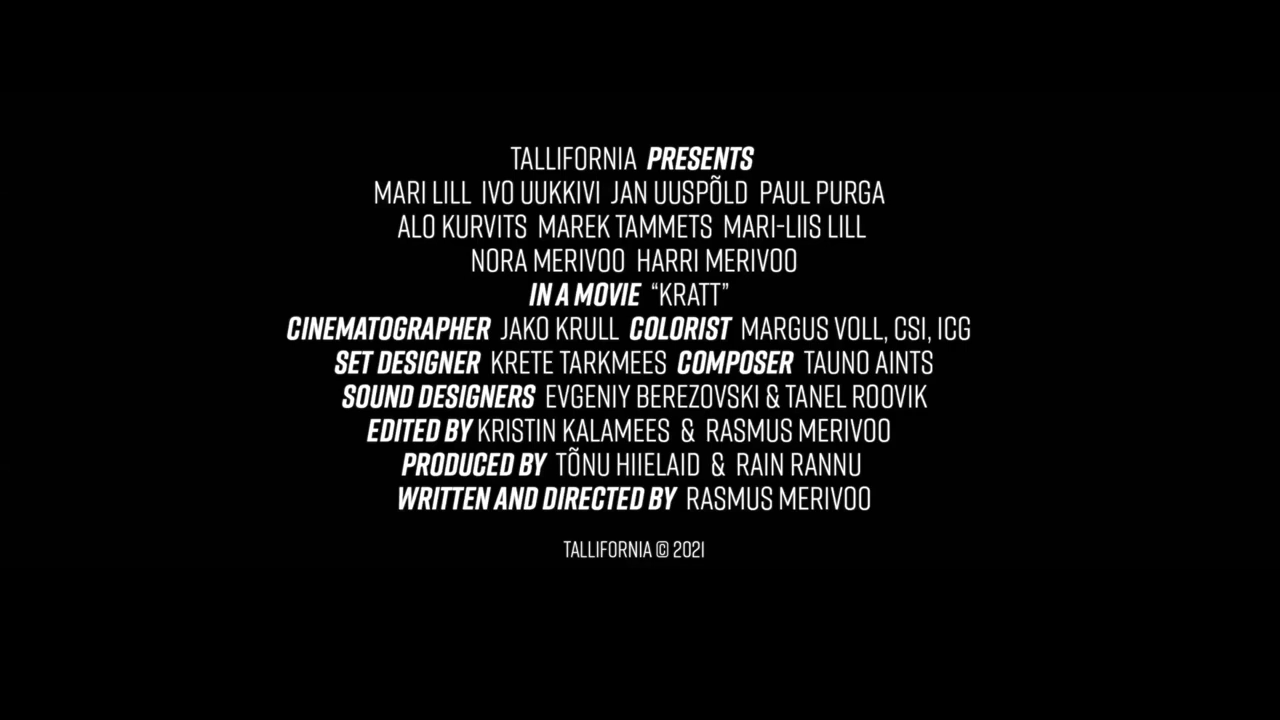 TALLIFORNIA PRESENTS
MARI LILL IVO UUKKIVI JAN UUSPÕLD PAUL PURGA
ALO KURVITS MAREK TAMMETS MARI-LIIS LILL
NORA MERIVOO HARRI MERIVOO
IN A MOVIE “KRATT”
CINEMATOGRAPHER JAKO KRULL COLORIST MARGUS VOLL, CSI, ICG
SET DESIGNER KRETE TARKMEES COMPOSER TAUNO AINTS
SOUND DESIGNERS EVGENIY BEREZOVSKI & TANEL ROOVIK
EDITED BY KRISTIN KALAMEES & RASMUS MERIVOO
PRODUCED BY TÕNU HIIELAID & RAIN RANNU
WRITTEN AND DIRECTED BY RASMUS MERIVOO
TALLIFORNIA © 2021